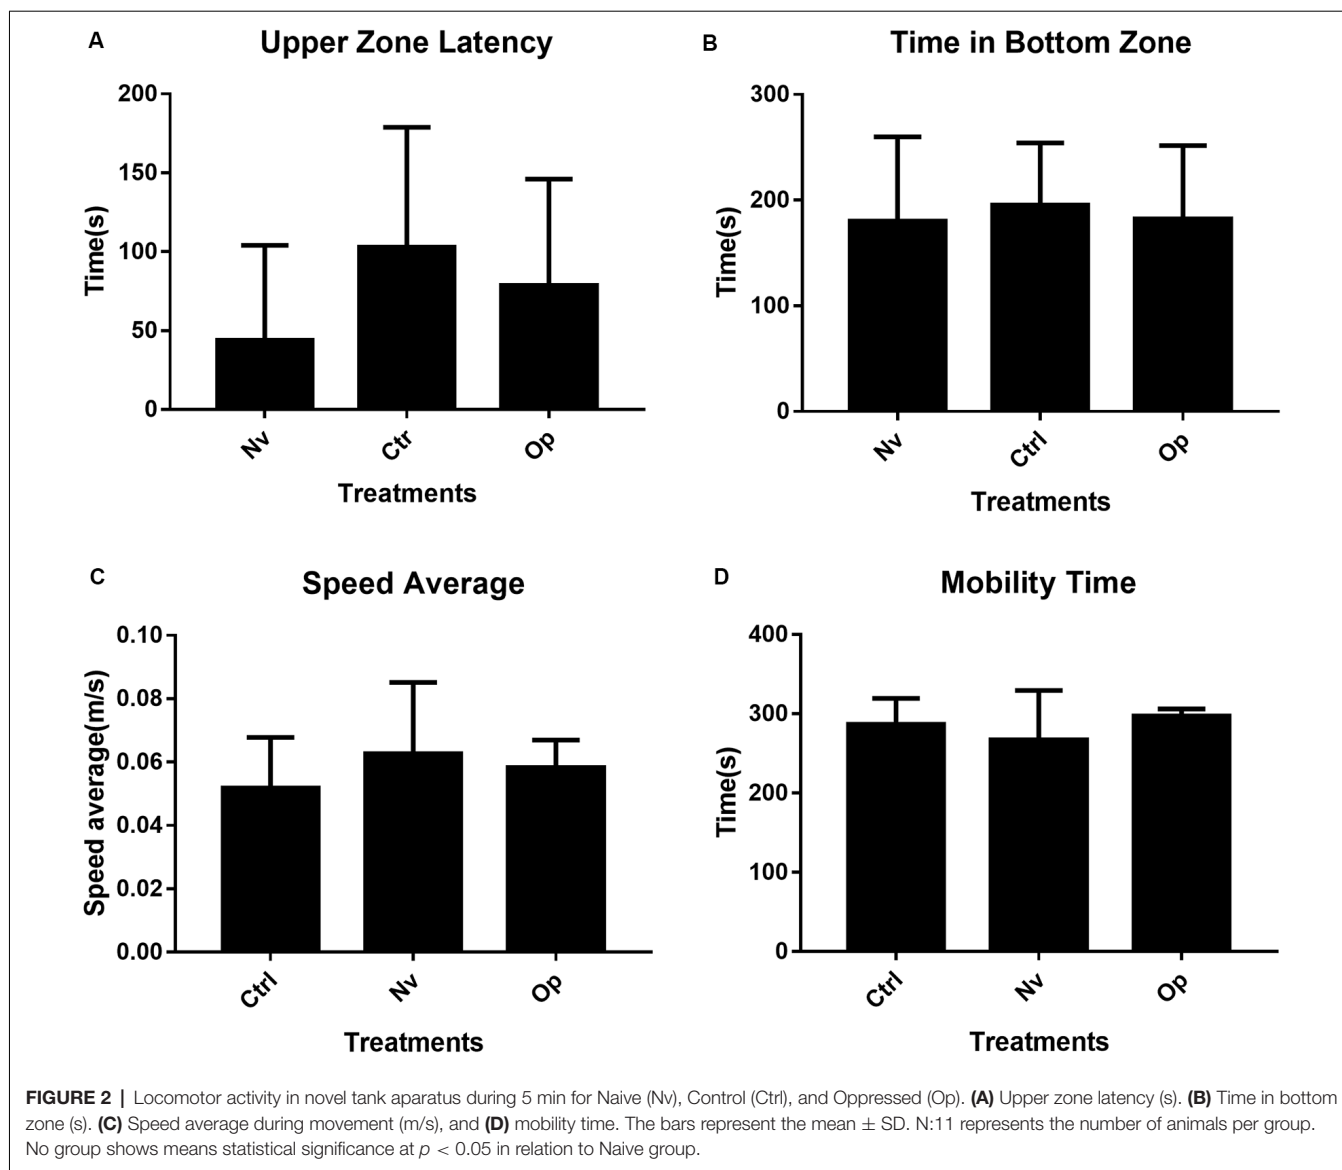 A
Upper Zone Latency
200
150
100
50
0
Time(s)
Nv
Ctr
Op
Treatments
B
Time in Bottom Zone
300
200
100
0
Time(s)
Nv
Ctrl
Op
Treatments
C
Speed Average
0.10
0.08
0.06
0.04
0.02
0.00
Speed average(m/s)
Ctrl
Nv
Op
Treatments
D
Mobility Time
400
300
200
100
0
Time(s)
Ctrl
Nv
Op
Treatments
FIGURE 2 | Locomotor activity in novel tank aparatus during 5 min for Naive (Nv), Control (Ctrl), and Oppressed (Op). (A) Upper zone latency (s). (B) Time in bottom
zone (s). (C) Speed average during movement (m/s), and (D) mobility time. The bars represent the mean ± SD. N:11 represents the number of animals per group.
No group shows means statistical significance at p < 0.05 in relation to Naive group.